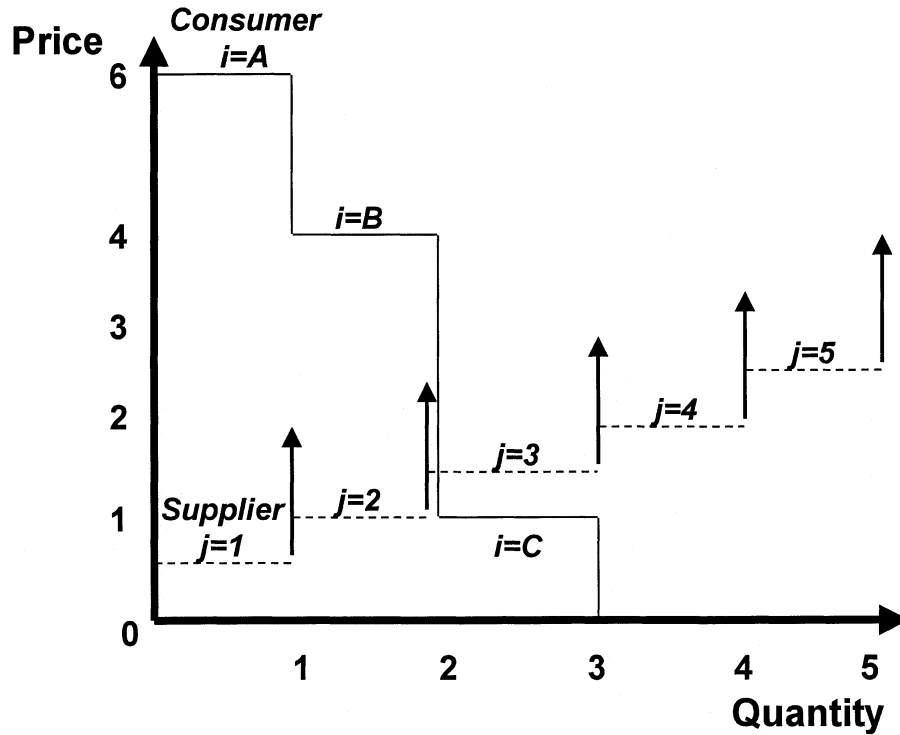 Consumer
Price
i=A
6
i=B
4
3
j=5
2
j=4
j=3
Supplier
j=2
1
j=1
i=C
0
1 2 3 4 5
Quantity